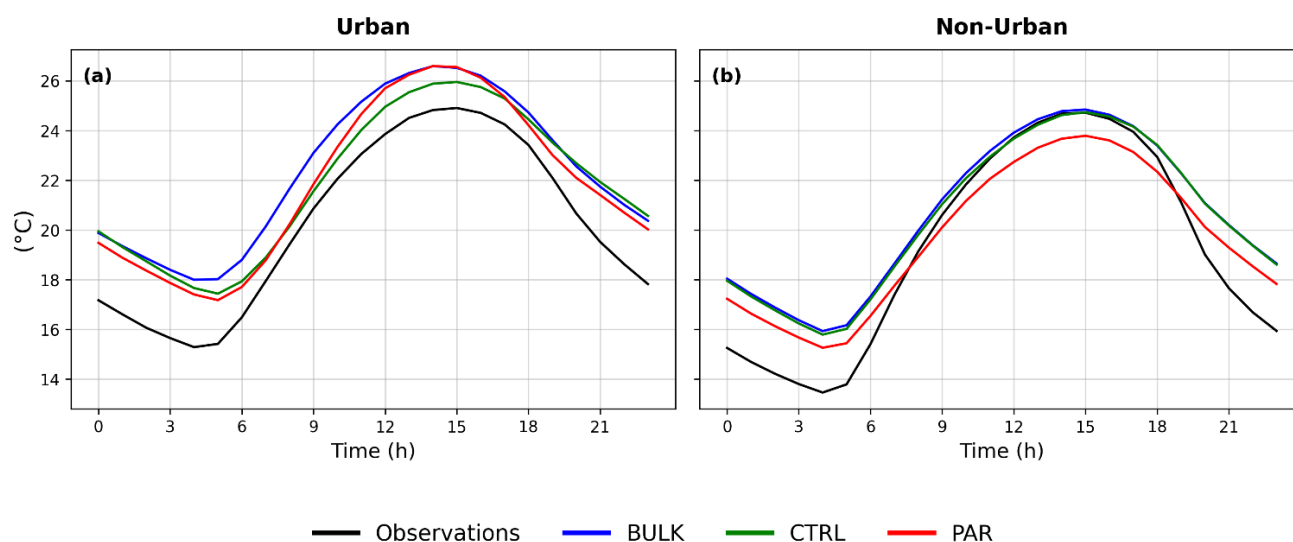 Urban
Non-Urban
(a)
(b)
(°C)
26
24
22
20
18
16
14
0 3 6 9 12 15 18 21
0 3 6 9 12 15 18 21
Time (h)
Time (h)
Observations BULK CTRL PAR